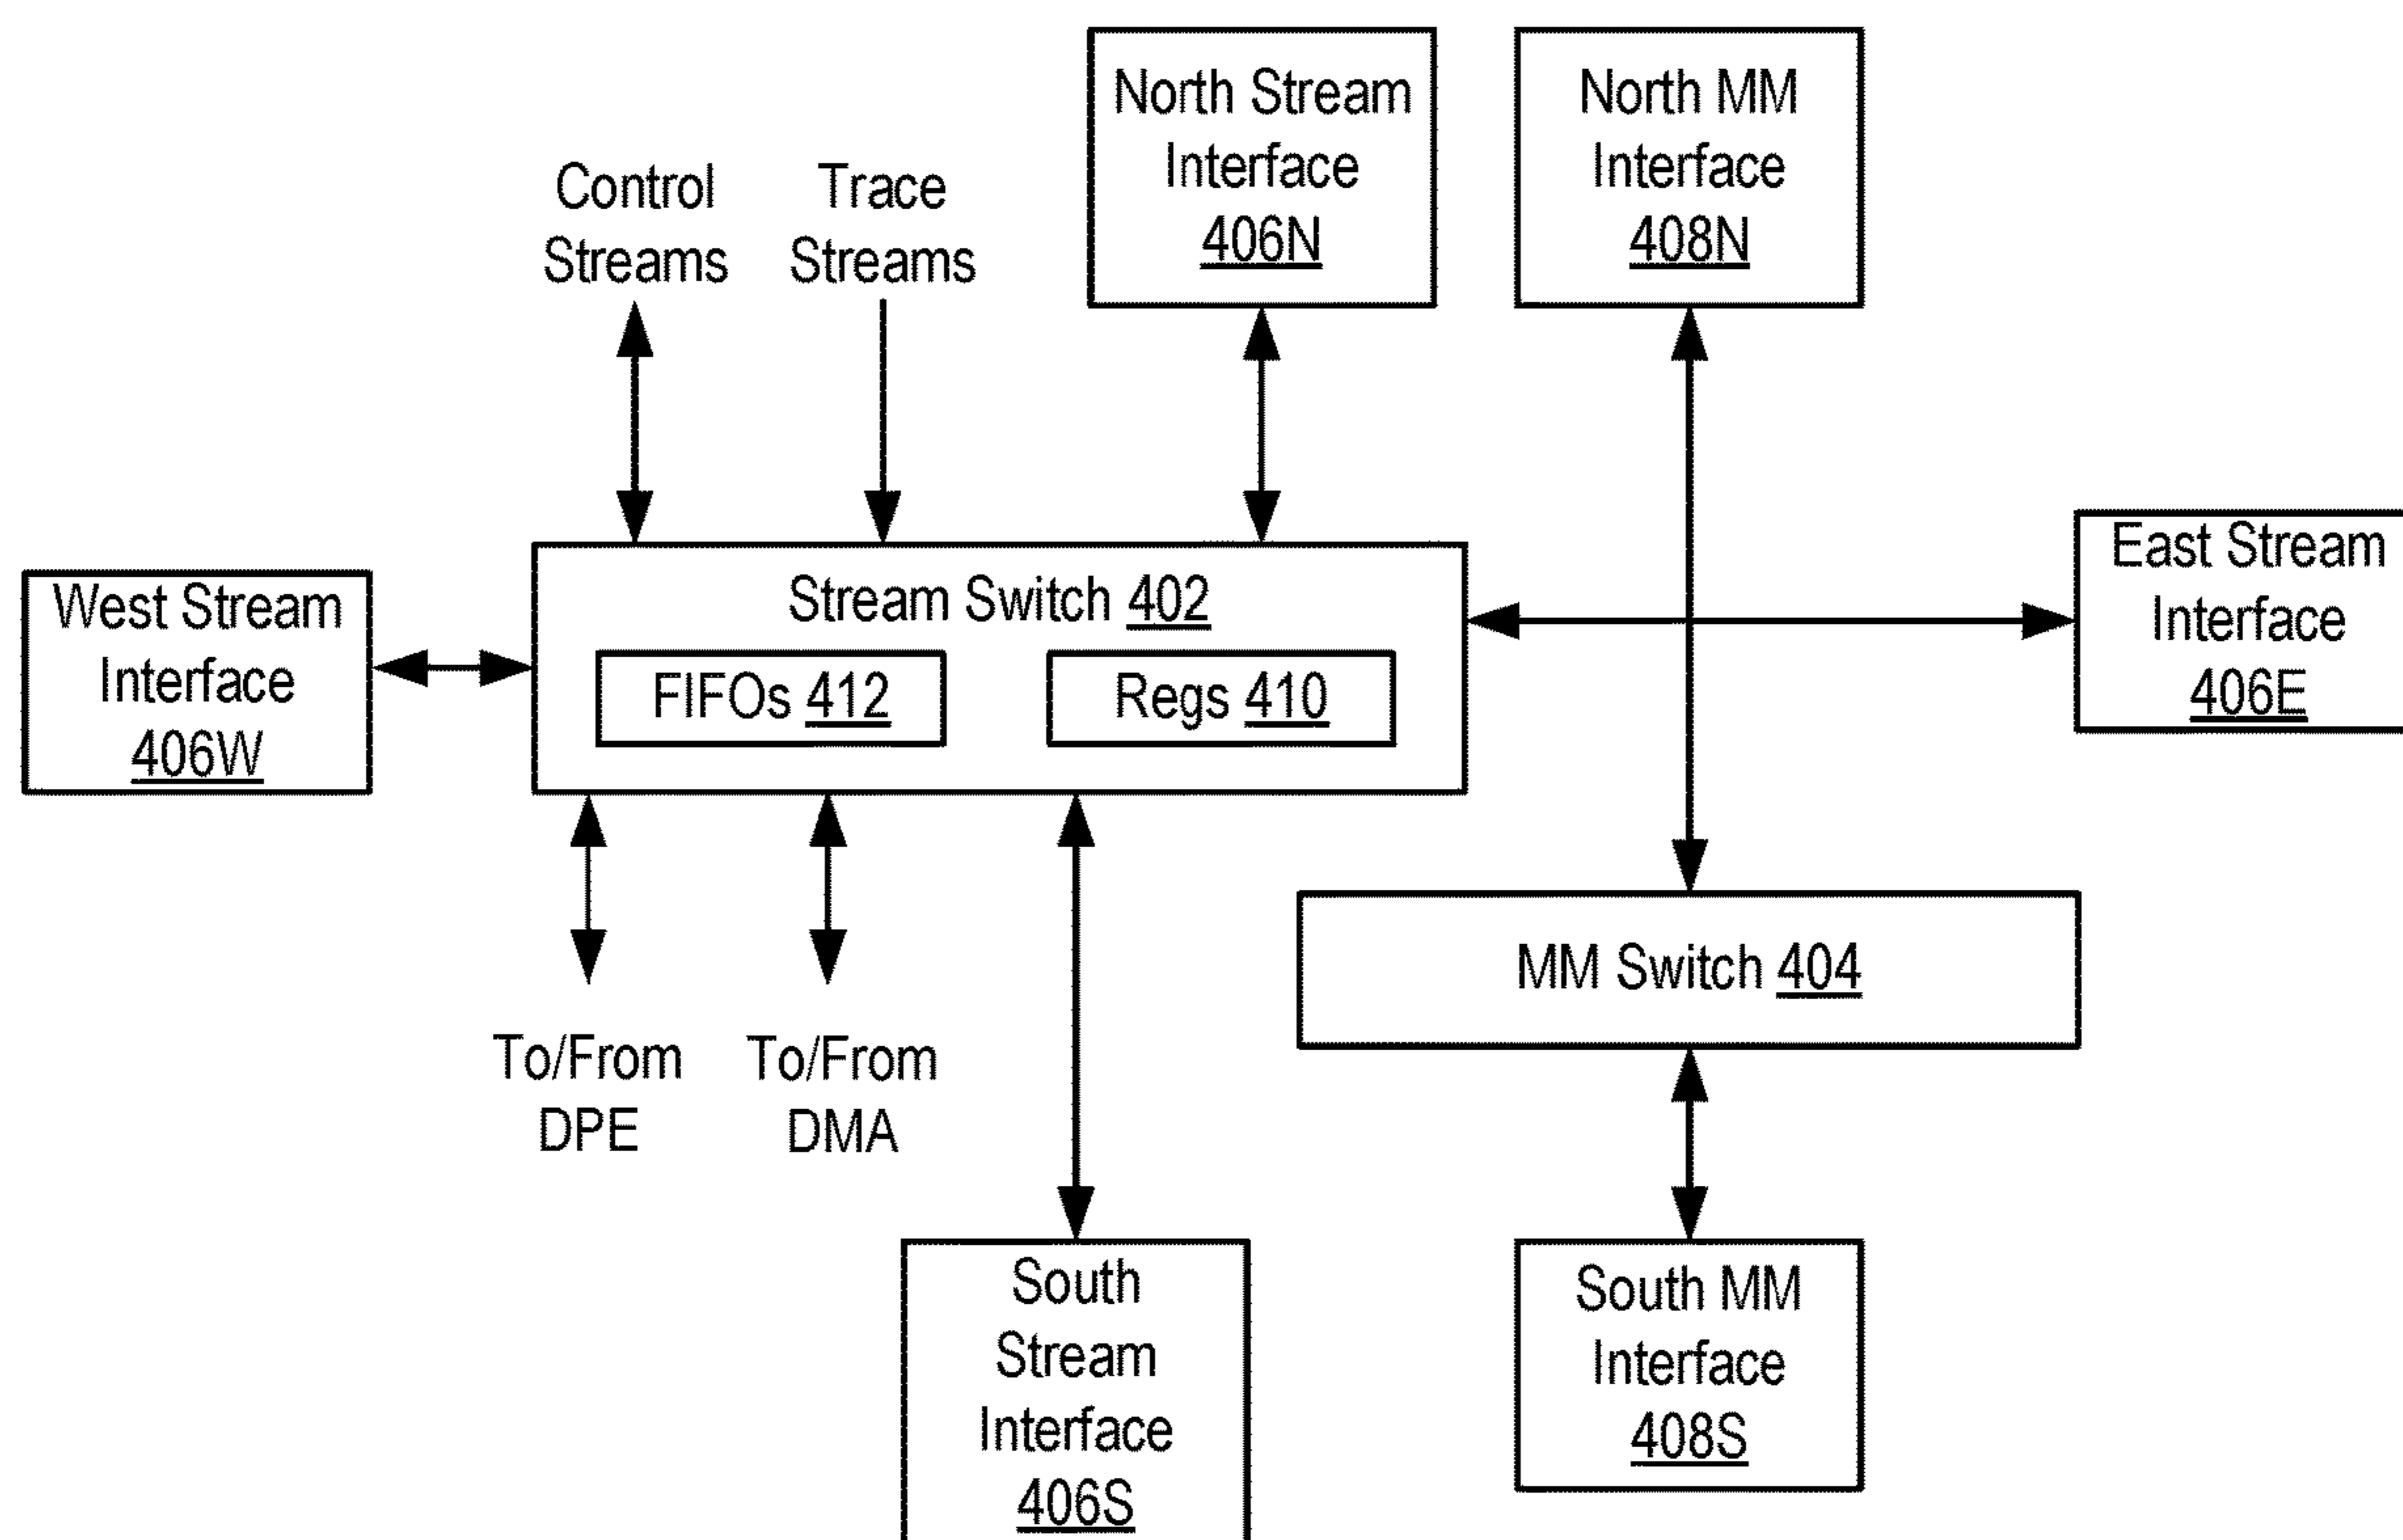 North Stream
Interface
406N
North MM
Interface
408N
Control
Streams
Trace
Streams
West Stream
Interface
406W
Stream Switch 402
FIFOs 412
Regs 410
East Stream
Interface
406E
MM Switch 404
To/From
DPE
To/From
DMA
South
Stream
Interface
406S
South MM
Interface
408S